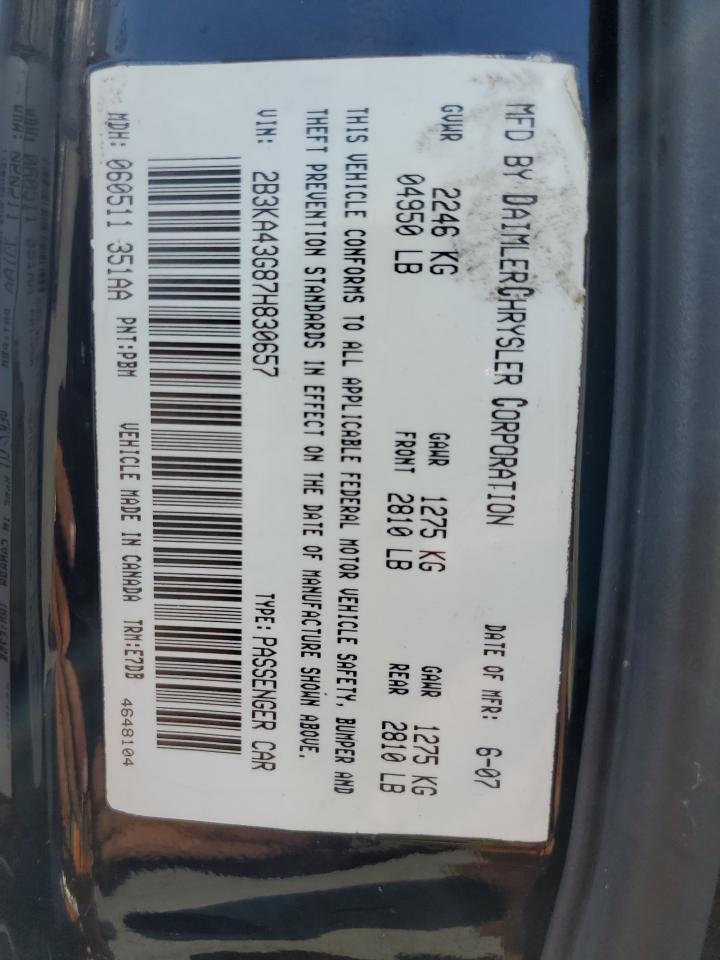 MFD BY DAIMLERCHRYSLER CORPORATION DATE OF MFR: 6-07
GVWR 2246 KG GAWR 1275 KG GAWR 1275 KG
04950 LB FRONT 2810 LB REAR 2810 LB
THIS VEHICLE CONFORMS TO ALL APPLICABLE FEDERAL MOTOR VEHICLE SAFETY, BUMPER AND
THEFT PREVENTION STANDARDS IN EFFECT ON THE DATE OF MANUFACTURE SHOWN ABOVE.
VIN: 2B3KA43G87H830657 TYPE: PASSENGER CAR
MDH: 060511 351AA PNT:PBM VEHICLE MADE IN CANADA TRM:E7DB 4648104